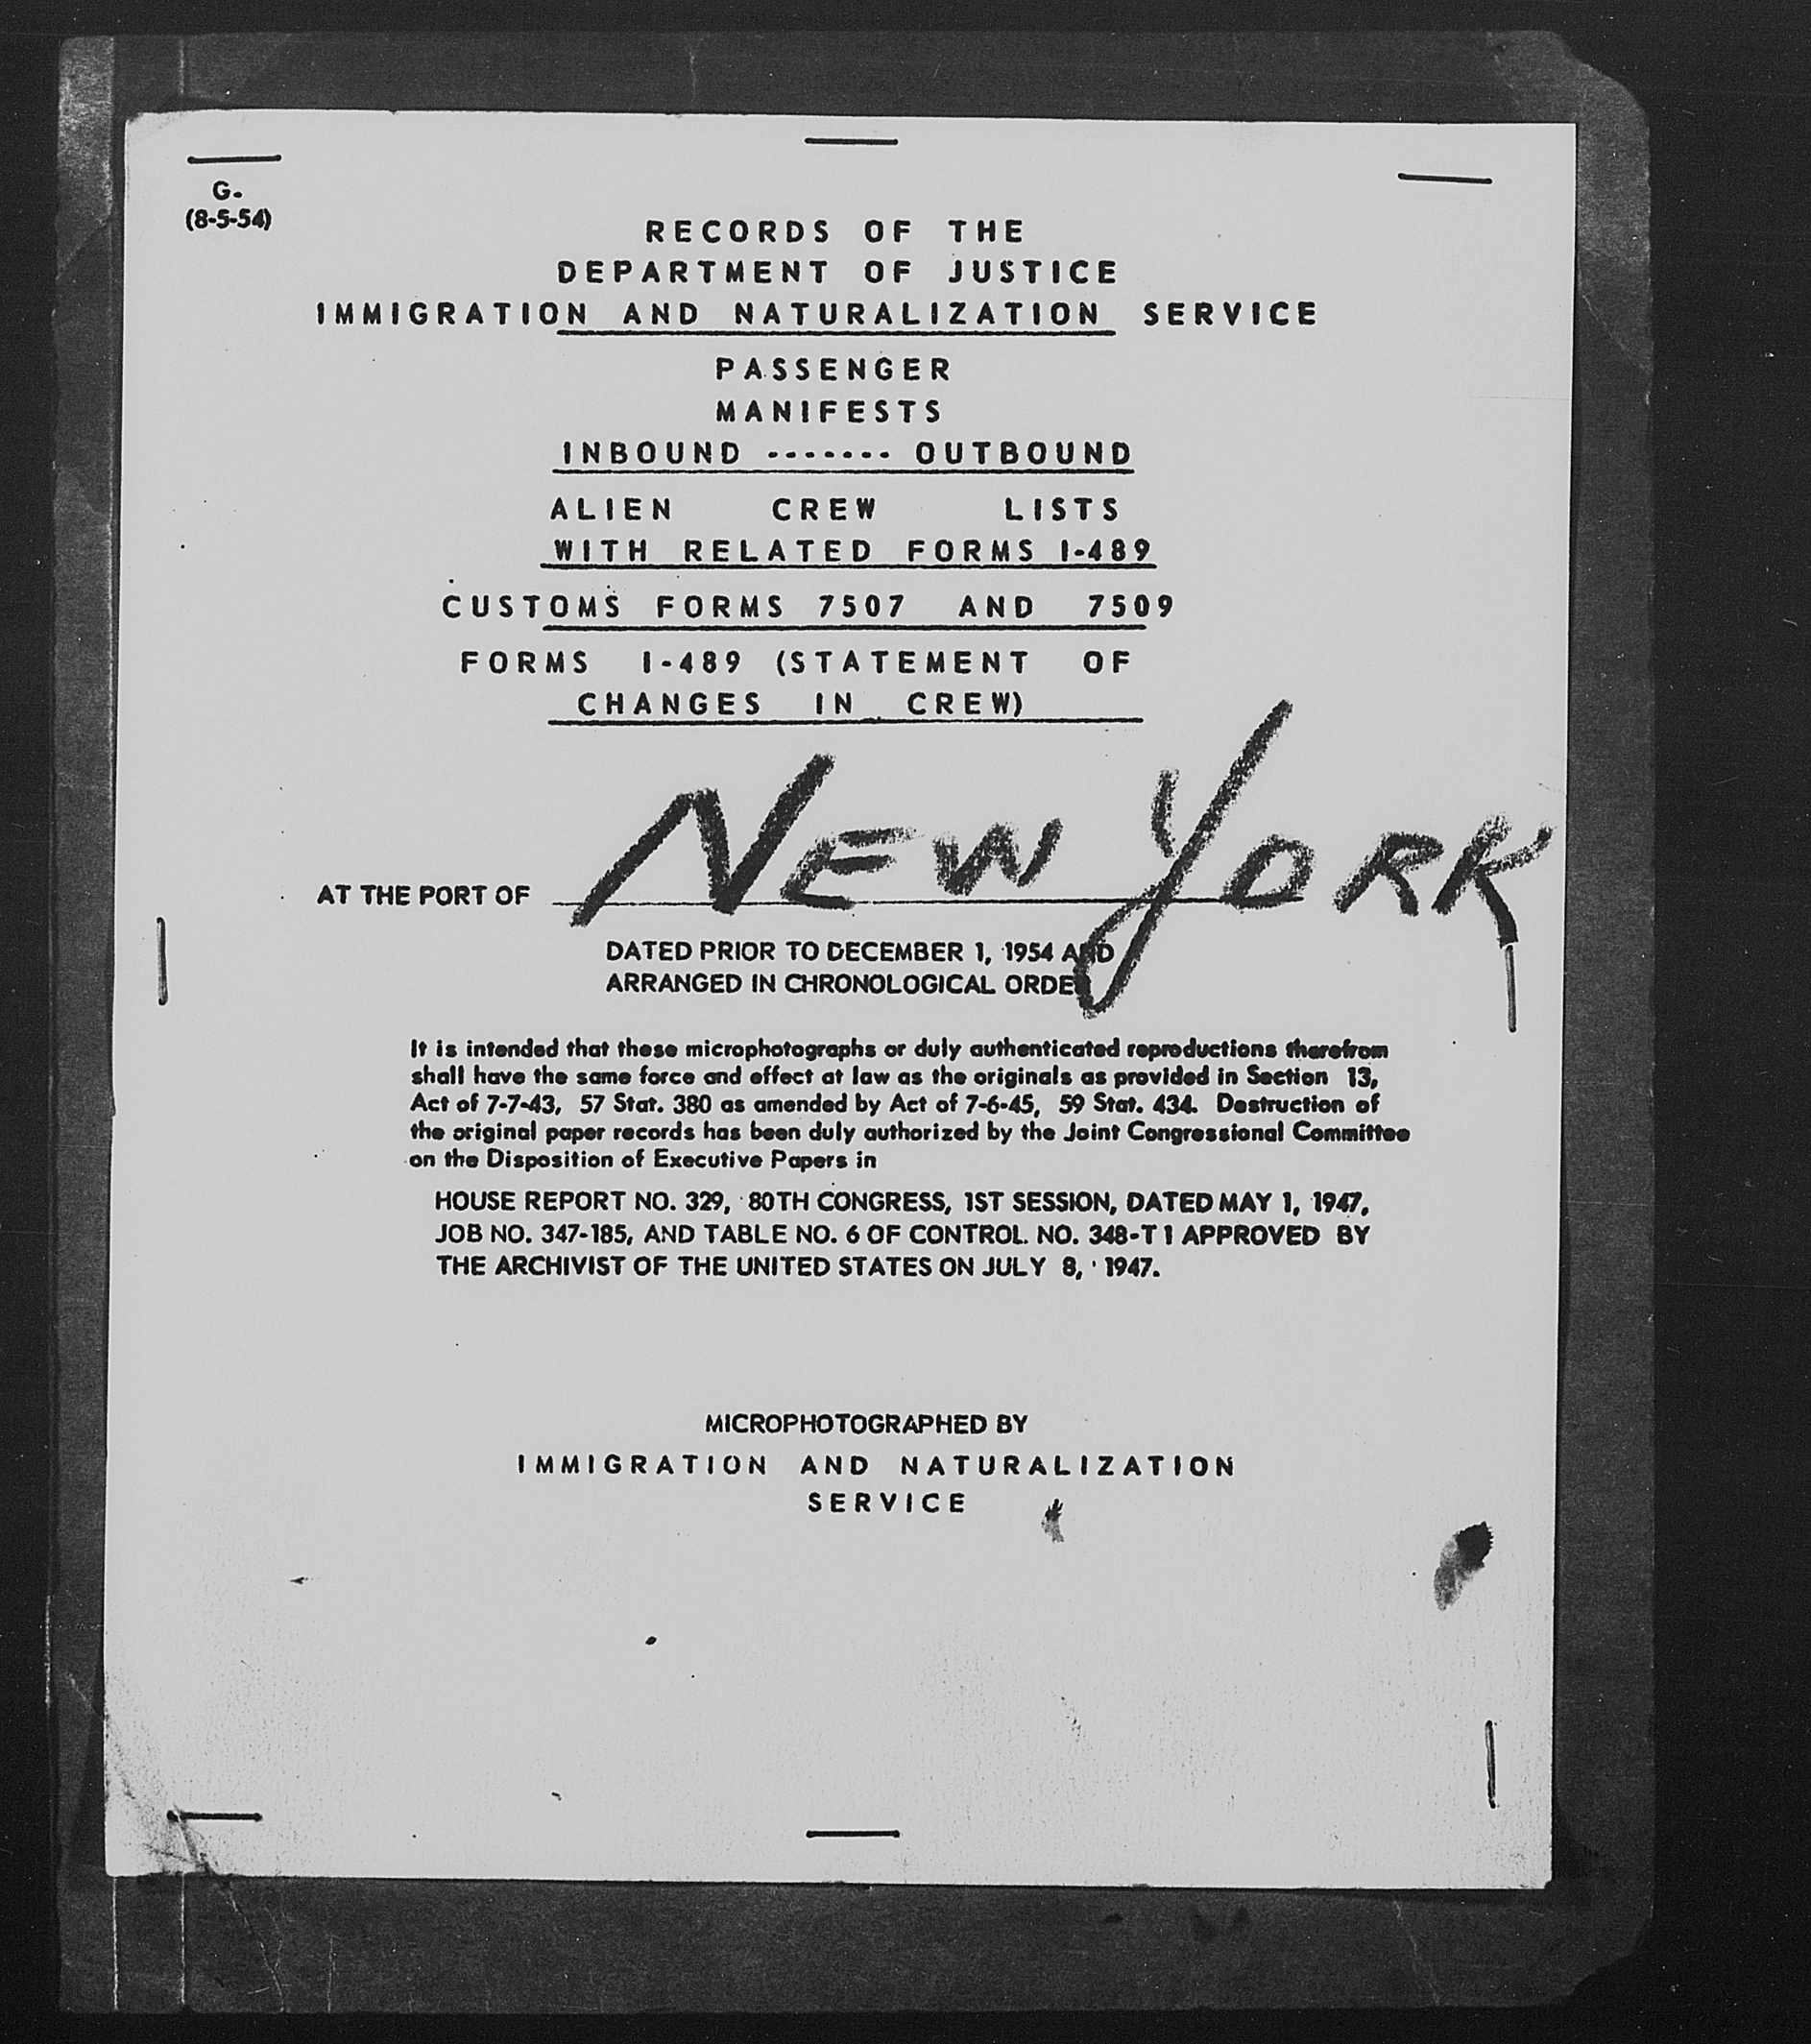 G-
(8-5-54)
RECORDS OF THE
DEPARTMENT OF JUSTICE
IMMIGRATION AND NATURALIZATION SERVICE
PASSENGER
MANIFESTS
INBOUND ------- OUTBOUND
ALIEN CREW LISTS
WITH RELATED FORMS I-489
CUSTOMS FORMS 7507 AND 7509
FORMS I-489 (STATEMENT OF
CHANGES IN CREW)
AT THE PORT OF NEW YORK
DATED PRIOR TO DECEMBER 1, 1954 AND
ARRANGED IN CHRONOLOGICAL ORDER
It is intended that these microphotographs or duly authenticated reproductions therefrom
shall have the same force and effect at law as the originals as provided in Section 13,
Act of 7-7-43, 57 Stat. 380 as amended by Act of 7-6-45, 59 Stat. 434. Destruction of
the original paper records has been duly authorized by the Joint Congressional Committee
on the Disposition of Executive Papers in
HOUSE REPORT NO. 329, 80TH CONGRESS, 1ST SESSION, DATED MAY 1, 1947,
JOB NO. 347-185, AND TABLE NO. 6 OF CONTROL NO. 348-T1 APPROVED BY
THE ARCHIVIST OF THE UNITED STATES ON JULY 8, 1947.
MICROPHOTOGRAPHED BY
IMMIGRATION AND NATURALIZATION
SERVICE